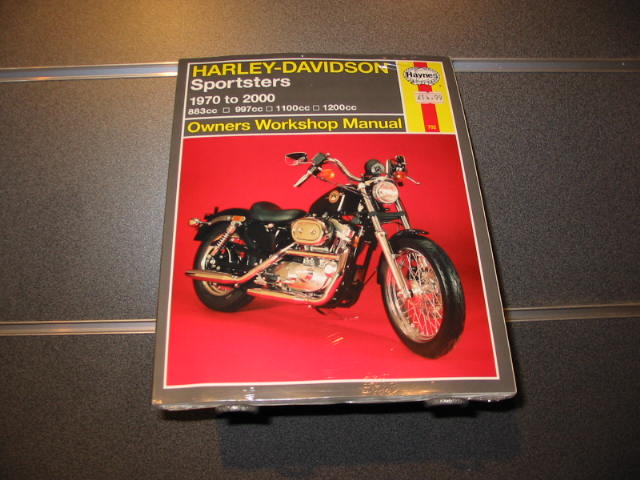 HARLEY-DAVIDSON
Sportsters
1970 to 2000
883cc □ 997cc □ 1100cc □ 1200cc
Owners Workshop Manual
Haynes